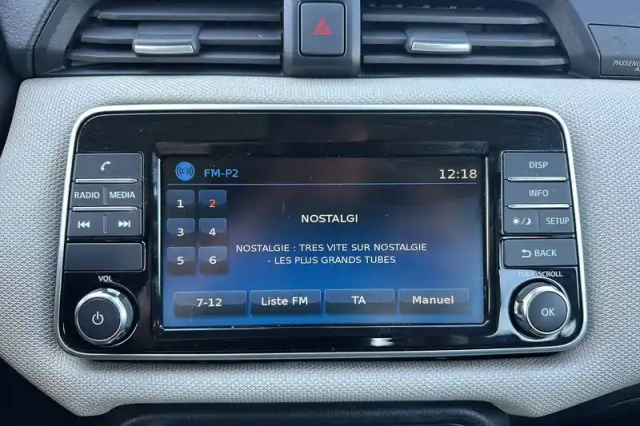 PASSENGER
FM-P2
12:18
1 2
NOSTALGI
3 4
NOSTALGIE : TRES VITE SUR NOSTALGIE
- LES PLUS GRANDS TUBES
5 6
7-12 Liste FM TA Manuel
RADIO MEDIA
VOL
DISP
INFO
SETUP
BACK
TUNE/SCROLL
OK